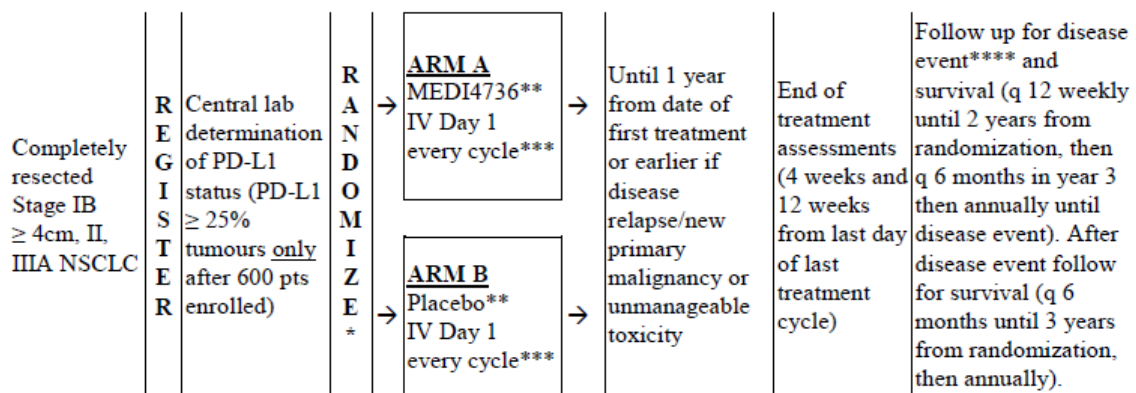 Completely
resected
Stage IB
≥ 4cm, II,
IIIA NSCLC
R
E
G
I
S
T
E
R
Central lab
determination
of PD-L1
status (PD-L1
≥ 25%
tumours only
after 600 pts
enrolled)
R
A
N
D
O
M
I
Z
E
*
→
ARM A
MEDI4736**
IV Day 1
every cycle***
→
→
ARM B
Placebo**
IV Day 1
every cycle***
→
Until 1 year
from date of
first treatment
or earlier if
disease
relapse/new
primary
malignancy or
unmanageable
toxicity
End of
treatment
assessments
(4 weeks and
12 weeks
from last day
of last
treatment
cycle)
Follow up for disease
event**** and
survival (q 12 weekly
until 2 years from
randomization, then
q 6 months in year 3
then annually until
disease event). After
disease event follow
for survival (q 6
months until 3 years
from randomization,
then annually).